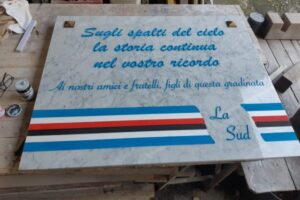 Sugli spalti del cielo
la storia continua
nel vostro ricordo
Ai nostri amici e fratelli, figli di questa gradinata
La
Sud